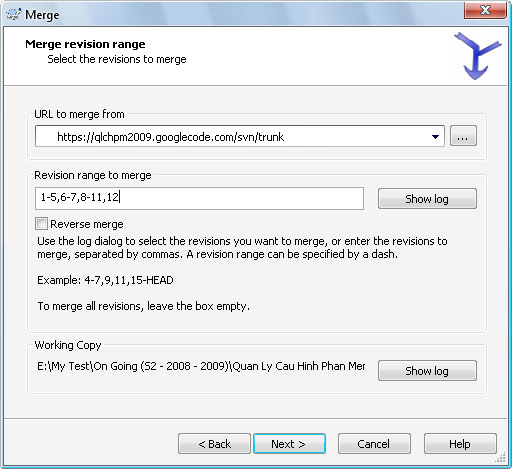 Merge
Merge revision range
Select the revisions to merge
URL to merge from
https://qlchpm2009.googlecode.com/svn/trunk
...
Revision range to merge
1-5,6-7,8-11,12
Show log
Reverse merge
Use the log dialog to select the revisions you want to merge, or enter the revisions to
merge, separated by commas. A revision range can be specified by a dash.
Example: 4-7,9,11,15-HEAD
To merge all revisions, leave the box empty.
Working Copy
E:\My Test\On Going (S2 - 2008 - 2009)\Quan Ly Cau Hinh Phan Mer
Show log
< Back
Next >
Cancel
Help